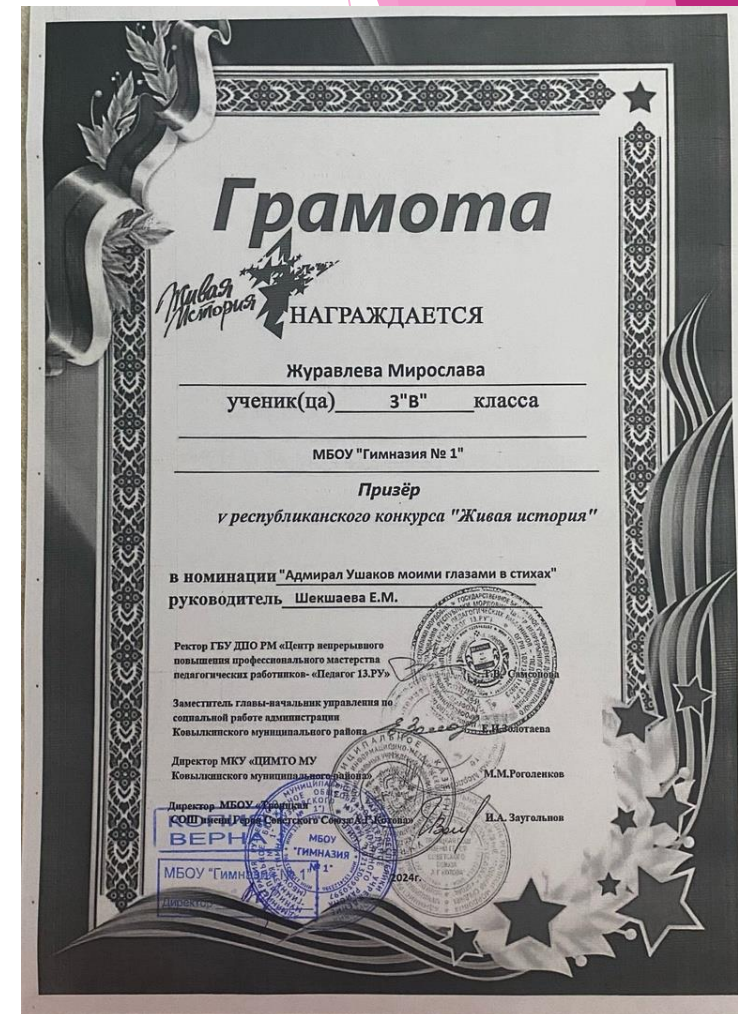 Грамота
Живая
История
НАГРАЖДАЕТСЯ
Журавлева Мирослава
ученик(ца) 3"В" класса
МБОУ "Гимназия № 1"
Призёр
v республиканского конкурса "Живая история"
в номинации "Адмирал Ушаков моими глазами в стихах"
руководитель Шекшаева Е.М.
Ректор ГБУ ДПО РМ «Центр непрерывного
повышения профессионального мастерства
педагогических работников- «Педагог 13.РУ»
Т.В. Самсонова
Заместитель главы-начальник управления по
социальной работе администрации
Ковылкинского муниципального района
Е.И.Золотаева
Директор МКУ «ЦИМТО МУ
Ковылкинского муниципального района»
М.М.Роголенков
Директор МБОУ «Троицкая
СОШ имени Героя Советского Союза А.Г.Котова»
И.А. Заугольнов
ВЕРН
МБОУ "Гимназия № 1"
Директор
МБОУ
"ГИМНАЗИЯ
№ 1"
2024г.